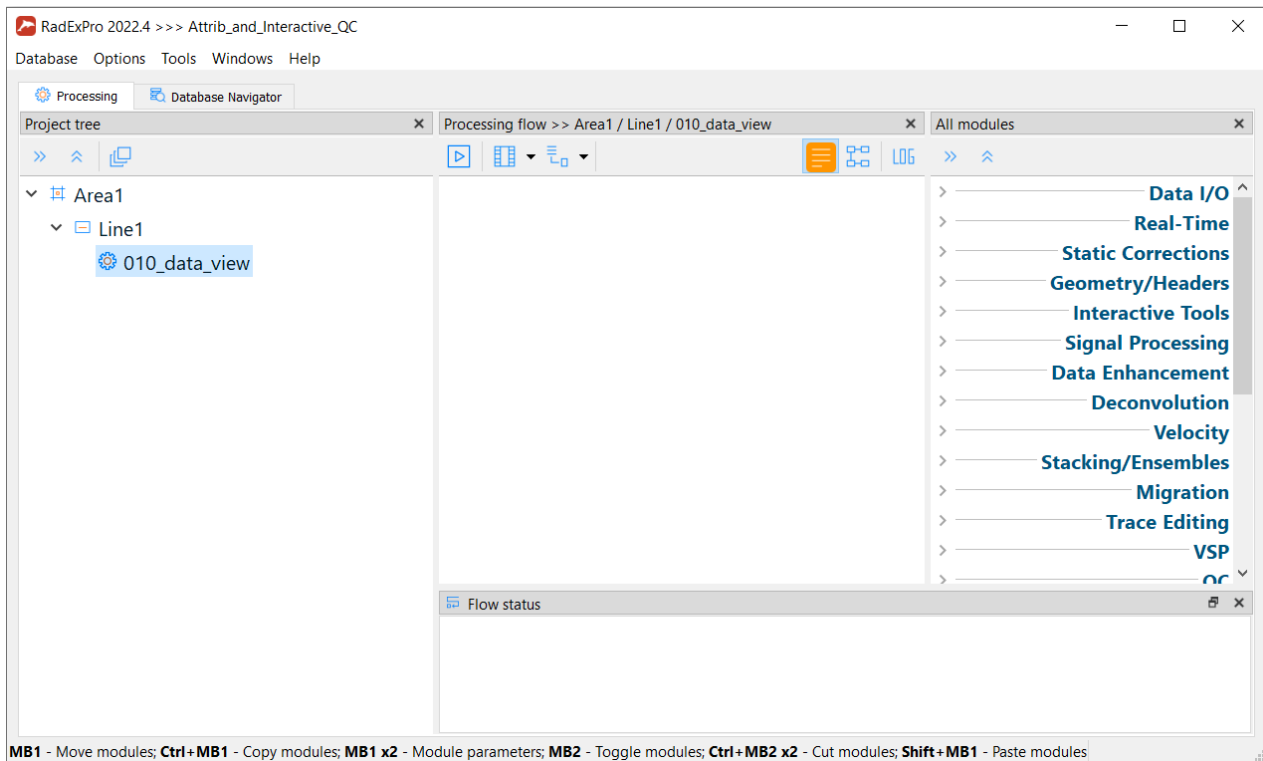 RadExPro 2022.4 >>> Attrib_and_Interactive_QC
Database Options Tools Windows Help
Processing Database Navigator
Project tree
Area1
Line1
010_data_view
Processing flow >> Area1 / Line1 / 010_data_view
LOG
All modules
Data I/O
Real-Time
Static Corrections
Geometry/Headers
Interactive Tools
Signal Processing
Data Enhancement
Deconvolution
Velocity
Stacking/Ensembles
Migration
Trace Editing
VSP
QC
Flow status
MB1 - Move modules; Ctrl+MB1 - Copy modules; MB1 x2 - Module parameters; MB2 - Toggle modules; Ctrl+MB2 x2 - Cut modules; Shift+MB1 - Paste modules